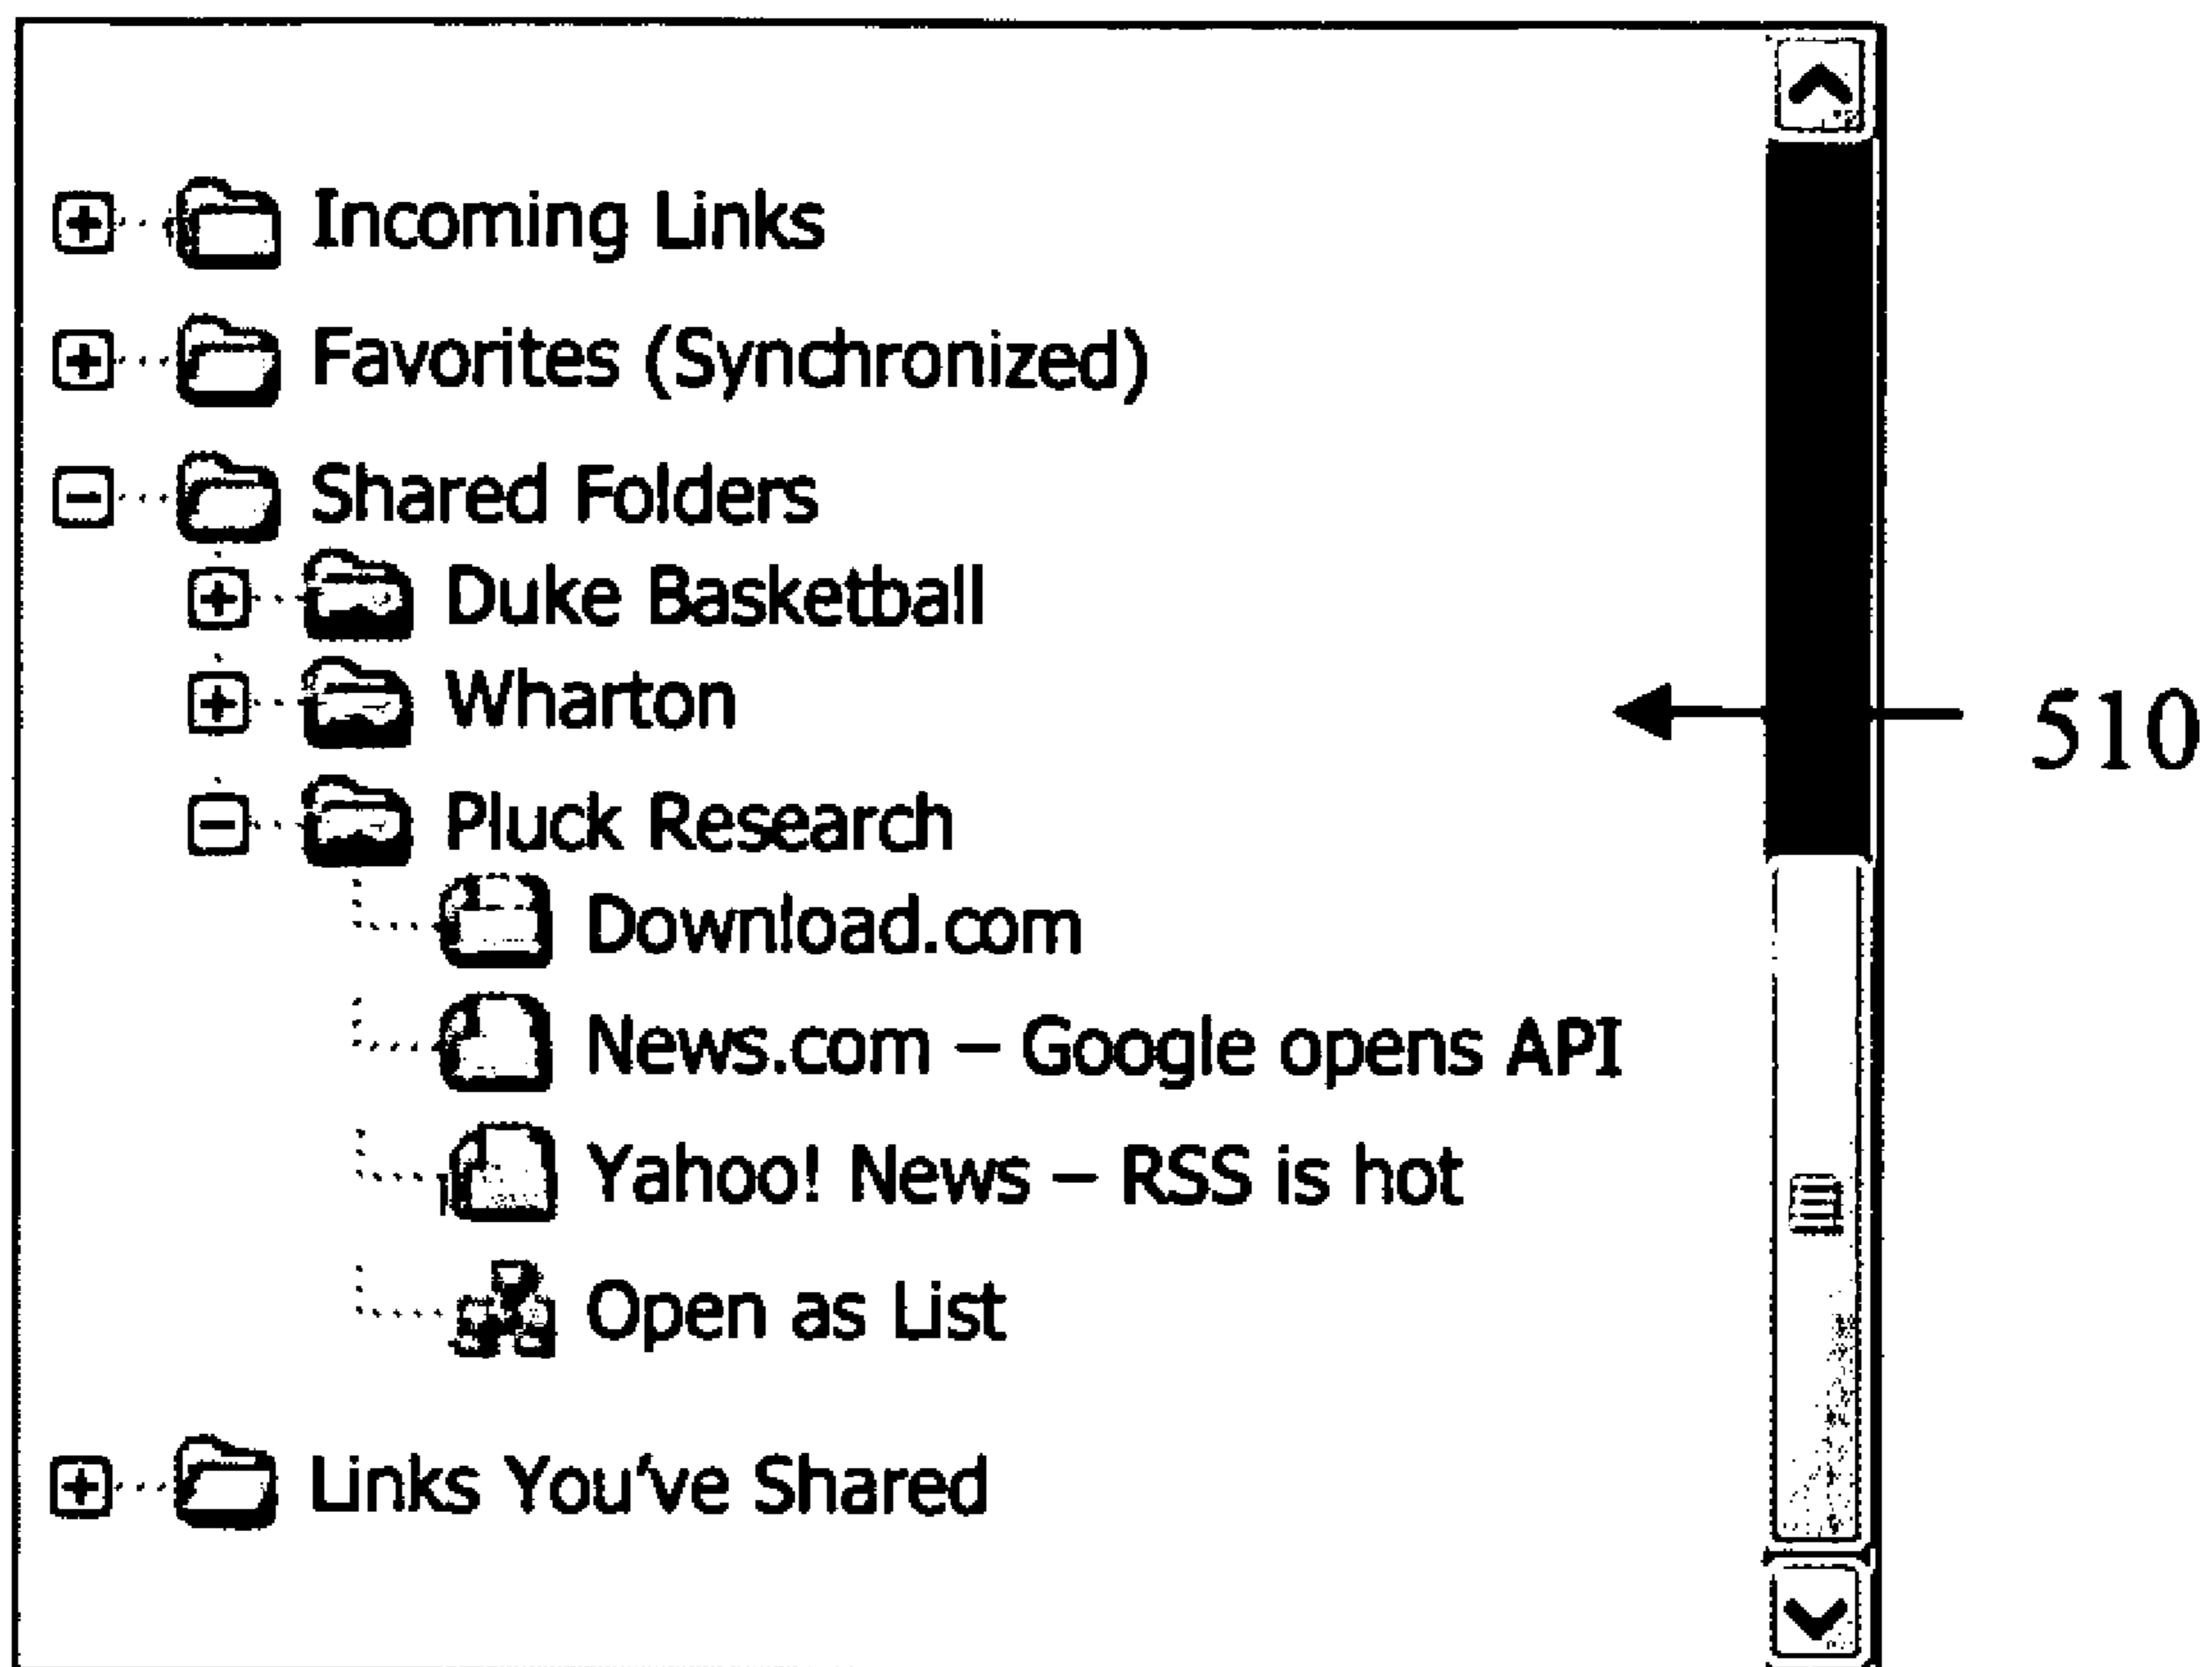 Incoming Links
Favorites (Synchronized)
Shared Folders
Duke Basketball
Wharton
510
Pluck Research
Download.com
News.com – Google opens API
Yahoo! News – RSS is hot
Open as List
Links You've Shared